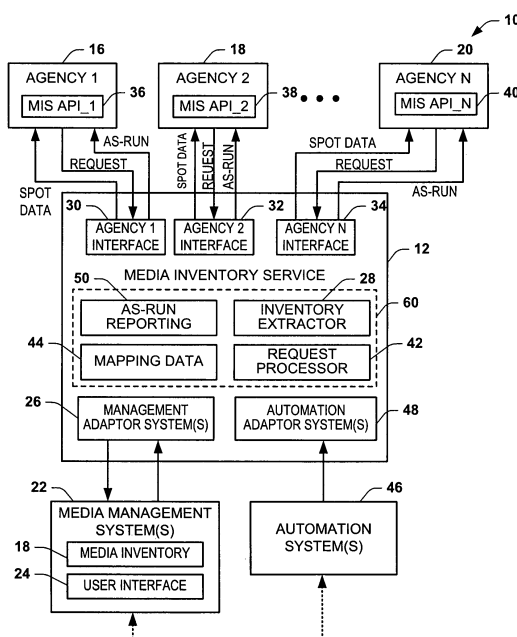 10
16
18
20
AGENCY 1
AGENCY 2
AGENCY N
MIS API_1
MIS API_2
MIS API_N
36
38
40
SPOT DATA
REQUEST
AS-RUN
SPOT DATA
REUEST
AS-RUN
SPOT DATA
REQUEST
AS-RUN
30
32
34
AGENCY 1
INTERFACE
AGENCY 2
INTERFACE
AGENCY N
INTERFACE
12
MEDIA INVENTORY SERVICE
50
28
60
AS-RUN
REPORTING
INVENTORY
EXTRACTOR
44
42
MAPPING DATA
REQUEST
PROCESSOR
26
48
MANAGEMENT
ADAPTOR SYSTEM(S)
AUTOMATION
ADAPTOR SYSTEM(S)
22
46
MEDIA MANAGEMENT
SYSTEM(S)
AUTOMATION
SYSTEM(S)
18
MEDIA INVENTORY
24
USER INTERFACE